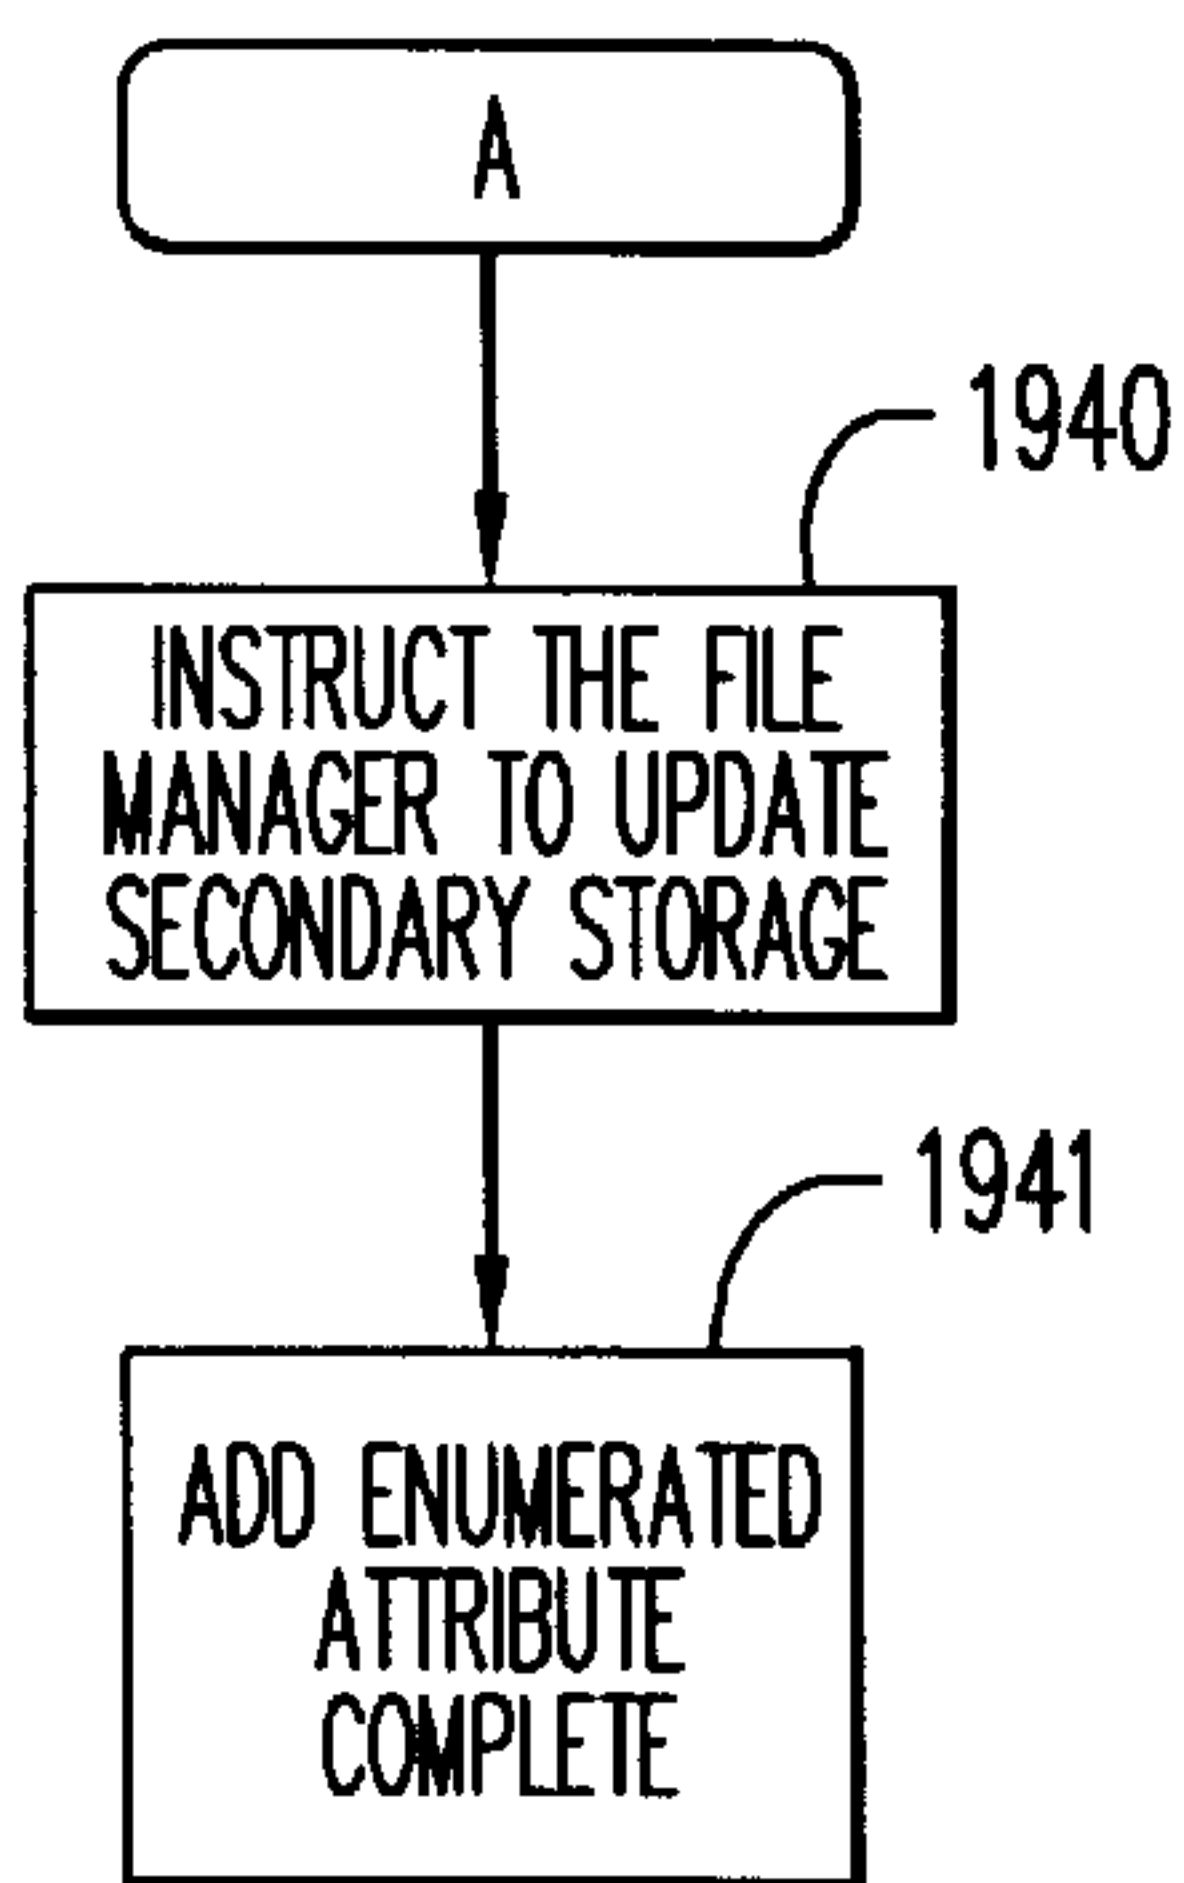 A
1940
INSTRUCT THE FILE
MANAGER TO UPDATE
SECONDARY STORAGE
1941
ADD ENUMERATED
ATTRIBUTE
COMPLETE